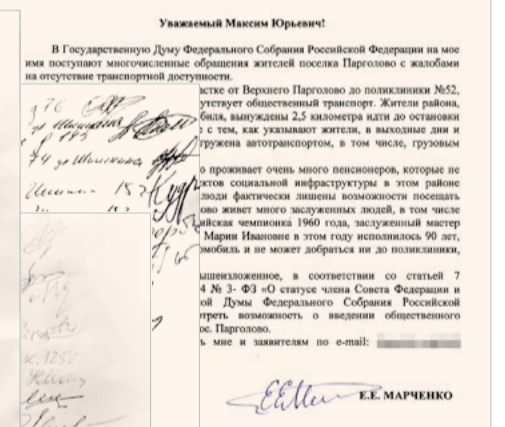 Уважаемый Максим Юрьевич!
В Государственную Думу Федерального Собрания Российской Федерации на мое
имя поступают многочисленные обращения жителей поселка Парголово с жалобами
на отсутствие транспортной доступности.
стке от Верхнего Парголово до поликлиники №52,
утствует общественный транспорт. Жители района,
биля, вынуждены 2,5 километра идти до остановки
с тем, как указывают жители, в выходные дни и
гружена автотранспортом, в том числе, грузовым
о проживает очень много пенсионеров, которые не
ктов социальной инфраструктуры в этом районе
люди фактически лишены возможности посещать
ово живет много заслуженных людей, в том числе
ийская чемпионка 1960 года, заслуженный мастер
Марии Ивановне в этом году исполнилось 90 лет,
омобиль и не может добраться ни до поликлиники,
ышеизложенное, в соответствии со статьей 7
4 № 3- ФЗ «О статусе члена Совета Федерации и
ой Думы Федерального Собрания Российской
отреть возможность о введении общественного
ос. Парголово.
ь мне и заявителям по e-mail:
Е.Е. МАРЧЕНКО